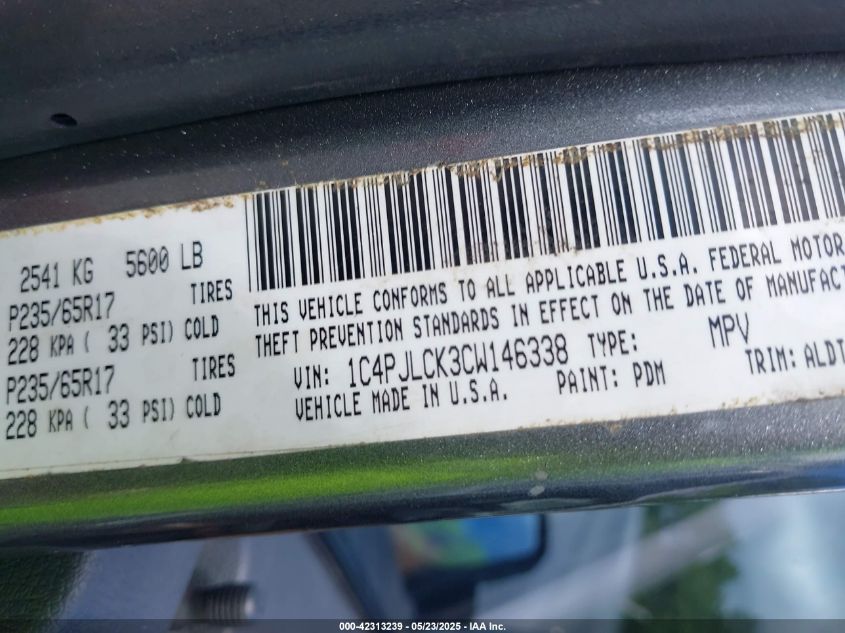 2541 KG 5600 LB
P235/65R17 TIRES
228 KPA ( 33 PSI) COLD
P235/65R17 TIRES
228 KPA ( 33 PSI) COLD
THIS VEHICLE CONFORMS TO ALL APPLICABLE U.S.A. FEDERAL MOTOR
THEFT PREVENTION STANDARDS IN EFFECT ON THE DATE OF MANUFACT
VIN: 1C4PJLCK3CW146338 TYPE: MPV
VEHICLE MADE IN U.S.A. PAINT: PDM TRIM: ALDT
000-42313239 - 05/23/2025 - IAA Inc.